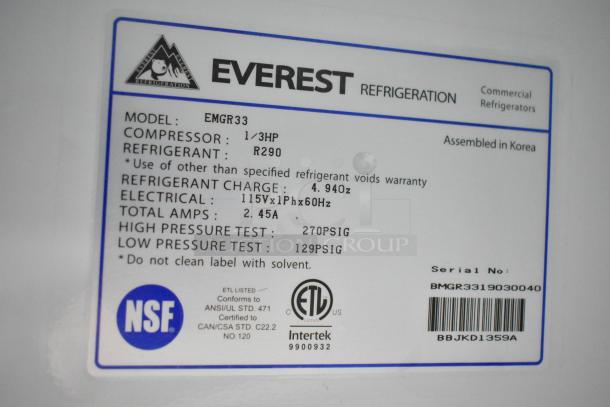 EVEREST REFRIGERATION
Commercial
Refrigerators
MODEL : EMGR33
COMPRESSOR : 1/3HP
REFRIGERANT : R290
Assembled in Korea
*Use of other than specified refrigerant voids warranty
REFRIGERANT CHARGE : 4.94Oz
ELECTRICAL : 115Vx1Phx60Hz
TOTAL AMPS : 2.45A
HIGH PRESSURE TEST : 270PSIG
LOW PRESSURE TEST : 129PSIG
*Do not clean label with solvent.
NSF
ETL LISTED
Conforms to
ANSI/UL STD. 471
Certified to
CAN/CSA STD. C22.2
NO.120
C ETL US
Intertek
9900932
Serial No:
BMGR3319030040
BBJKD1359A